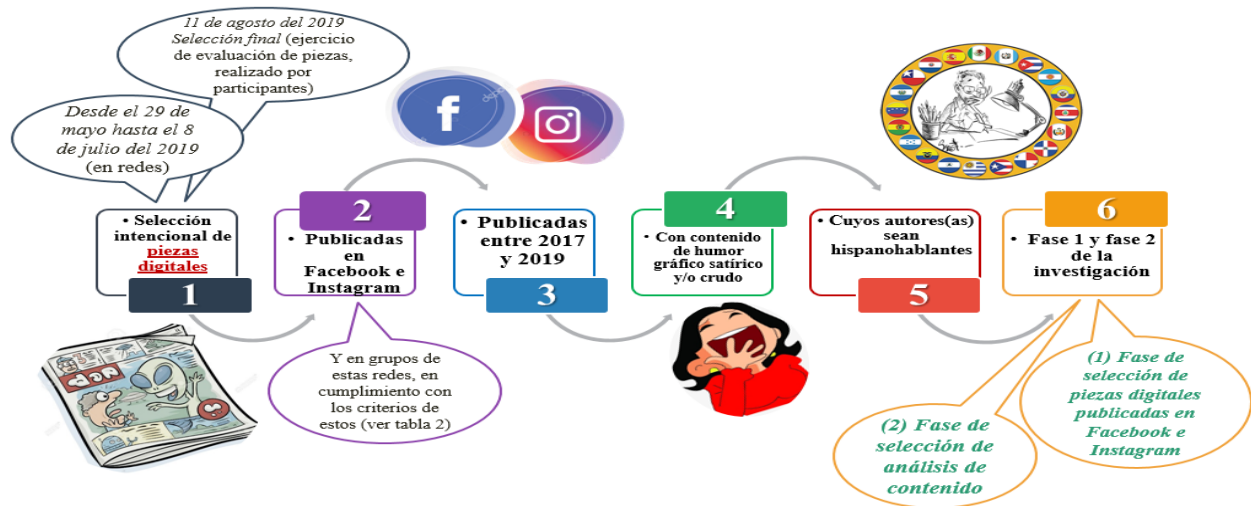 11 de agosto del 2019
Selección final (ejercicio
de evaluación de piezas,
realizado por
participantes)
Desde el 29 de
mayo hasta el 8
de julio del 2019
(en redes)
• Selección
intencional de
piezas
digitales
1
2
• Publicadas
en
Facebook e
Instagram
Y en grupos de
estas redes, en
cumplimiento con
los criterios de
estos (ver tabla 2)
• Publicadas
entre 2017
y 2019
3
4
• Con contenido
de humor
gráfico satírico
y/o crudo
• Cuyos autores(as)
sean
hispanohablantes
5
6
• Fase 1 y fase 2
de la
investigación
(1) Fase de
selección de
piezas digitales
publicadas en
Facebook e
Instagram
(2) Fase de
selección de
análisis de
contenido